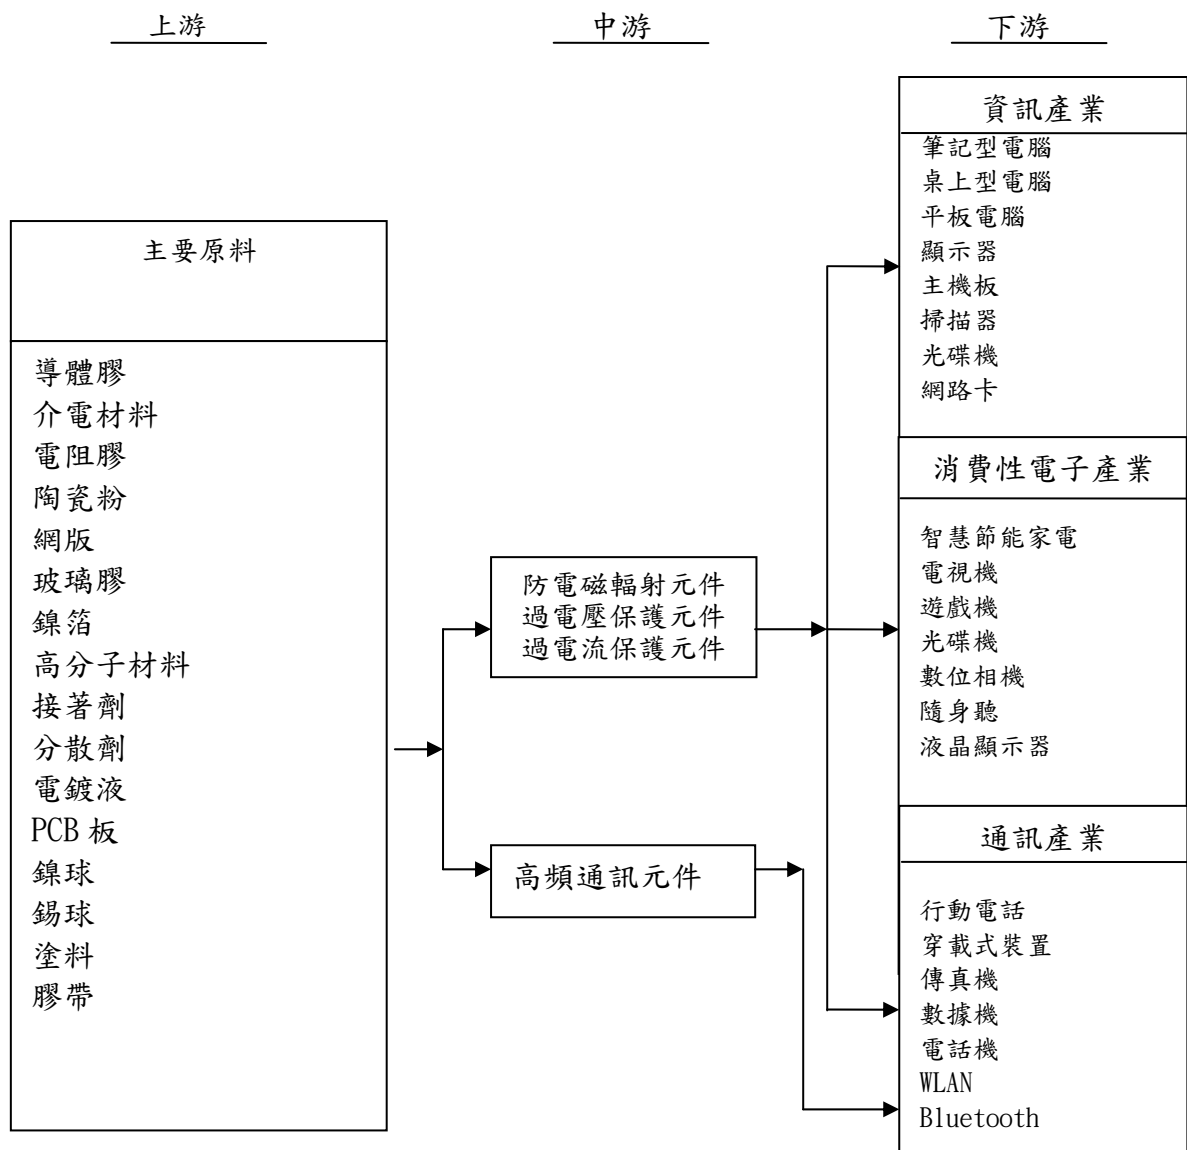 上游
中游
下游
主要原料
導體膠
介電材料
電阻膠
陶瓷粉
網版
玻璃膠
鎳箔
高分子材料
接著劑
分散劑
電鍍液
PCB 板
鎳球
錫球
塗料
膠帶
防電磁輻射元件
過電壓保護元件
過電流保護元件
高頻通訊元件
資訊產業
筆記型電腦
桌上型電腦
平板電腦
顯示器
主機板
掃描器
光碟機
網路卡
消費性電子產業
智慧節能家電
電視機
遊戲機
光碟機
數位相機
隨身聽
液晶顯示器
通訊產業
行動電話
穿載式裝置
傳真機
數據機
電話機
WLAN
Bluetooth